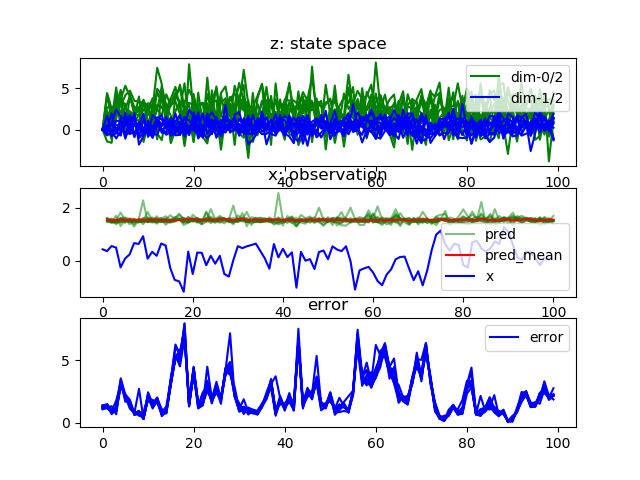 z: state space
5
0
dim-0/2
dim-1/2
0 20 40 60 80 100
x: observation
2
0
pred
pred_mean
x
0 20 40 60 80 100
error
5
0
error
0 20 40 60 80 100